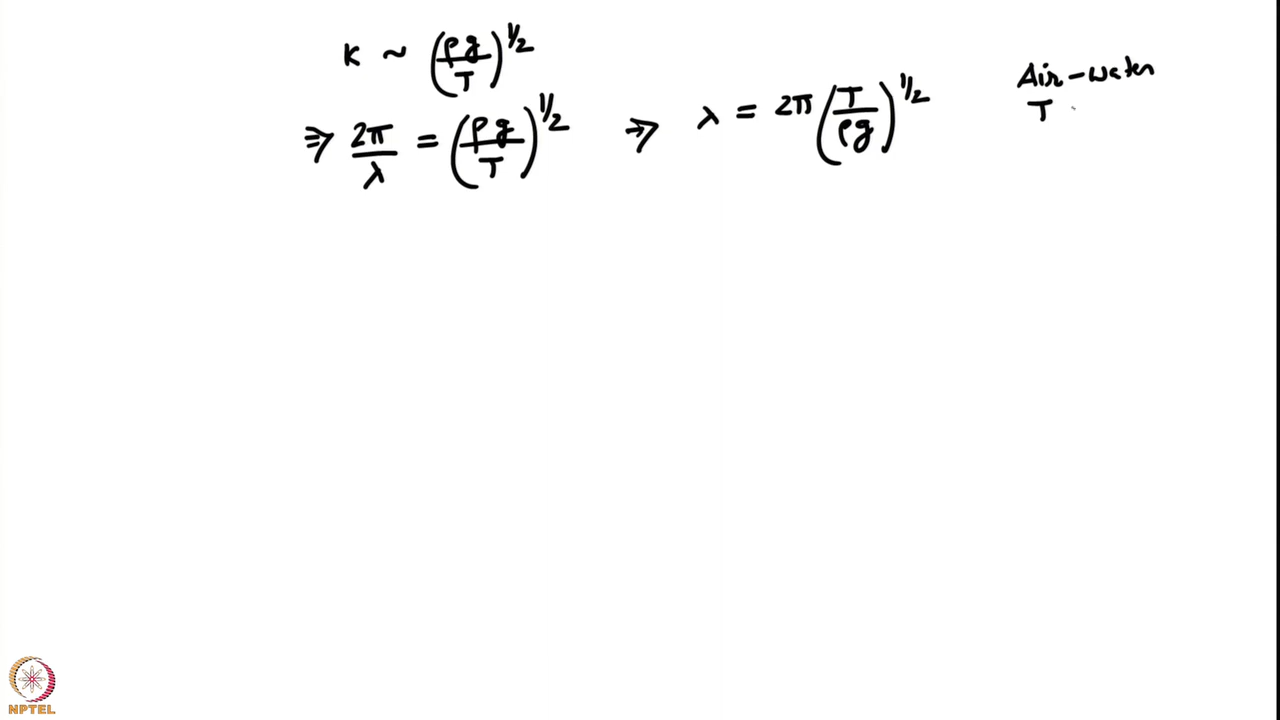 K ~ (ρg/T)^1/2
Air-water
T
⇒ 2π/λ = (ρg/T)^1/2 ⇒ λ = 2π (T/ρg)^1/2
NPTEL